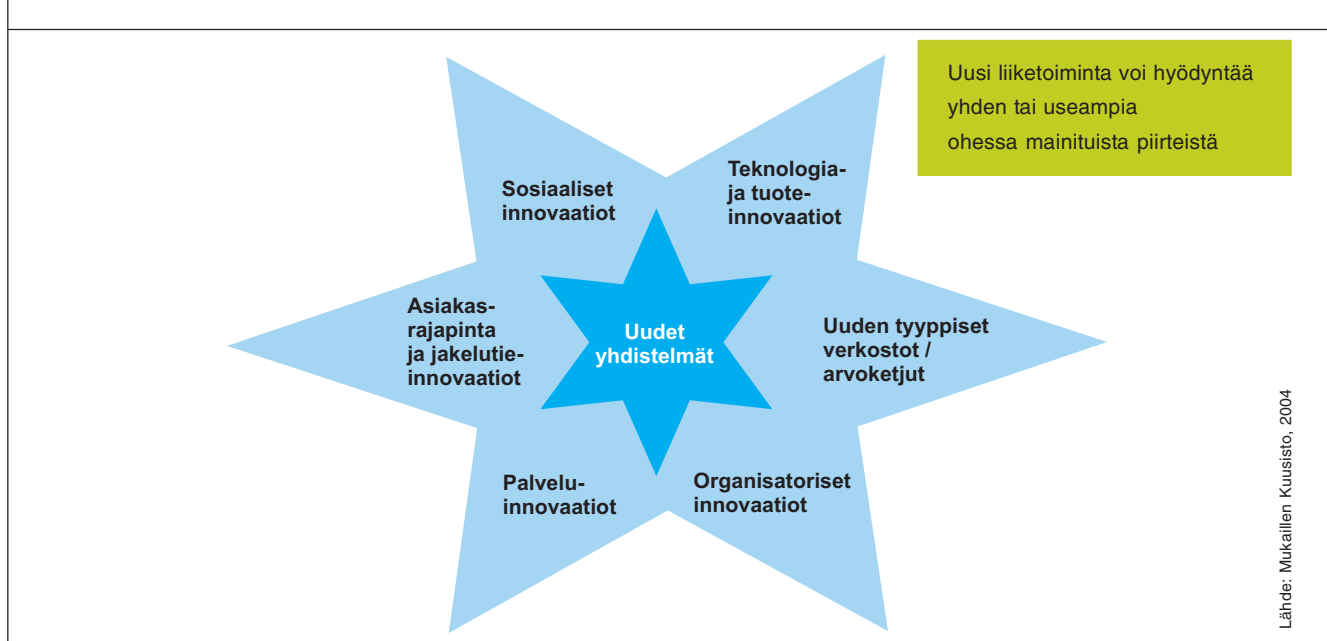 Uusi liiketoiminta voi hyödyntää
yhden tai useampia
ohessa mainituista piirteistä
Sosiaaliset
innovaatiot
Teknologia-
ja tuote-
innovaatiot
Asiakas-
rajapinta
ja jakelutie-
innovaatiot
Uudet
yhdistelmät
Uuden tyyppiset
verkostot /
arvoketjut
Palvelu-
innovaatiot
Organisatoriset
innovaatiot
Lähde: Mukaillen Kuusisto, 2004